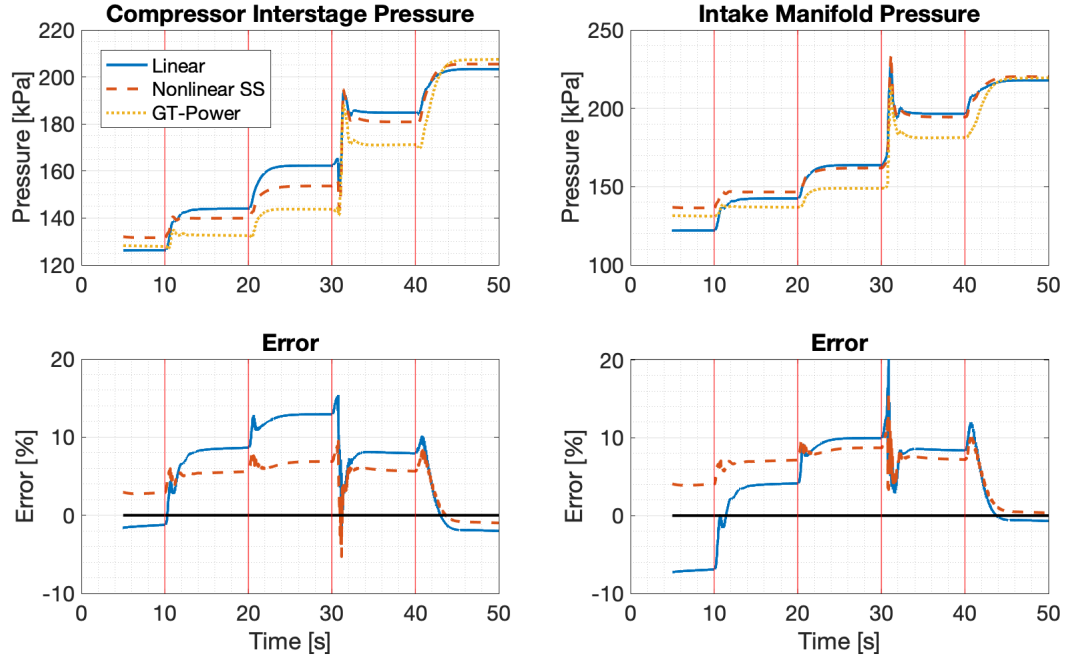 Compressor Interstage Pressure
220
200
180
160
140
120
Pressure [kPa]
Linear
Nonlinear SS
GT-Power
0 10 20 30 40 50
Intake Manifold Pressure
250
200
150
100
Pressure [kPa]
0 10 20 30 40 50
Error
20
10
0
-10
Error [%]
0 10 20 30 40 50
Time [s]
Error
20
10
0
-10
Error [%]
0 10 20 30 40 50
Time [s]